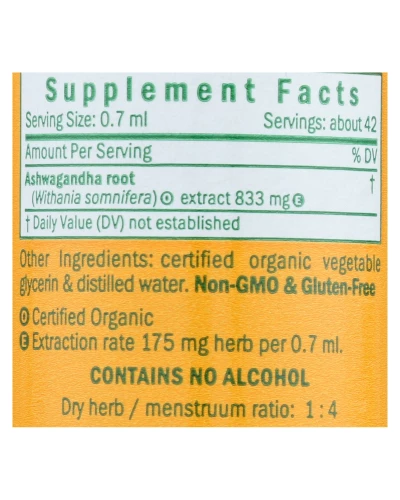 Supplement Facts
Serving Size: 0.7 ml Servings: about 42
Amount Per Serving % DV
Ashwagandha root †
(Withania somnifera) Ⓞ extract 833 mg Ⓔ
† Daily Value (DV) not established
Other Ingredients: certified organic vegetable
glycerin & distilled water. Non-GMO & Gluten-Free
Ⓞ Certified Organic
Ⓔ Extraction rate 175 mg herb per 0.7 ml.
CONTAINS NO ALCOHOL
Dry herb / menstruum ratio: 1 : 4